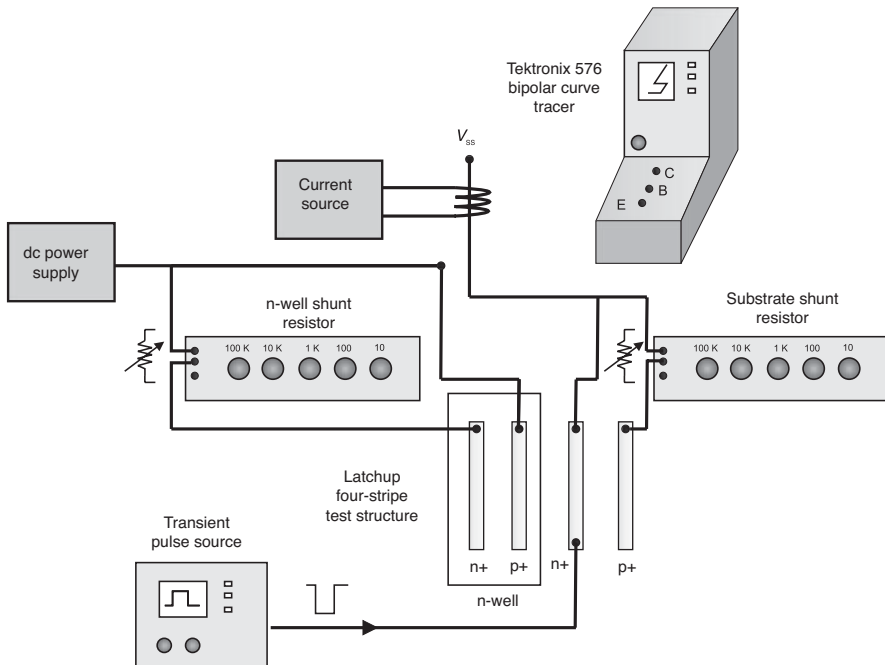 Tektronix 576
bipolar curve
tracer
C
B
E
V_ss
Current
source
dc power
supply
n-well shunt
resistor
100 K 10 K 1 K 100 10
Substrate shunt
resistor
100 K 10 K 1 K 100 10
Latchup
four-stripe
test structure
n+ p+ n+ p+
n-well
Transient
pulse source